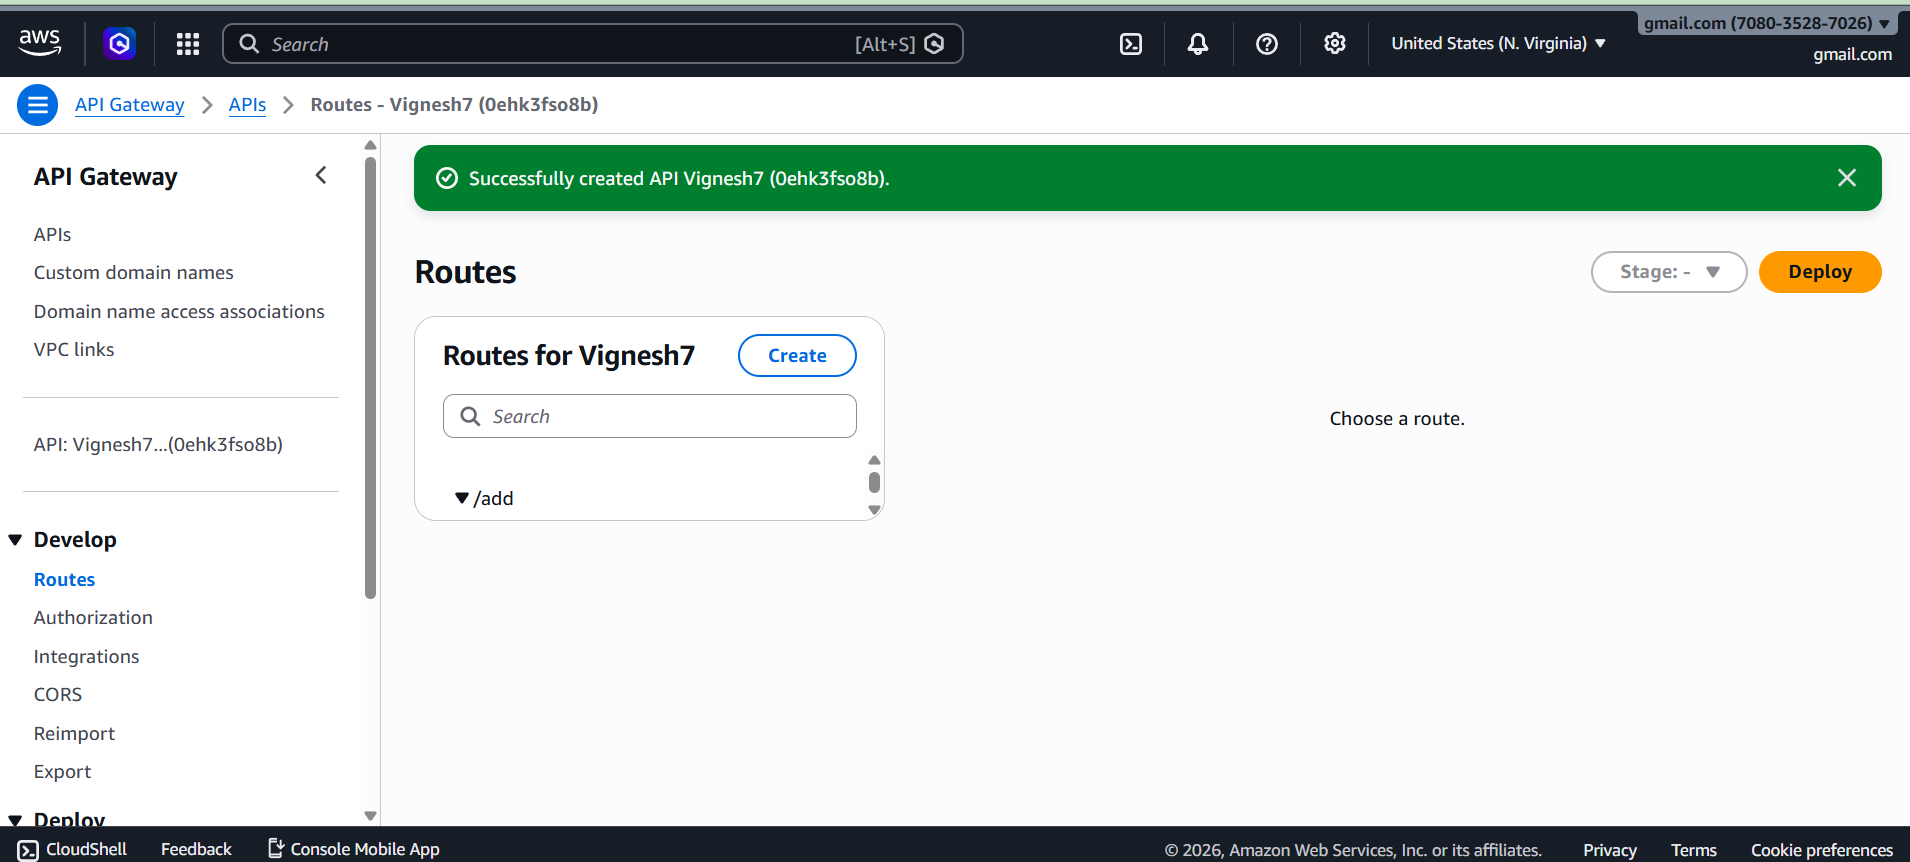 gmail.com (7080-3528-7026)
aws
Search [Alt+S]
United States (N. Virginia)
gmail.com
API Gateway
APIs
Routes - Vignesh7 (0ehk3fso8b)
API Gateway
APIs
Custom domain names
Domain name access associations
VPC links
API: Vignesh7...(0ehk3fso8b)
Develop
Routes
Authorization
Integrations
CORS
Reimport
Export
Deploy
Successfully created API Vignesh7 (0ehk3fso8b).
Routes
Stage: -
Deploy
Routes for Vignesh7
Create
Search
/add
Choose a route.
CloudShell
Feedback
Console Mobile App
© 2026, Amazon Web Services, Inc. or its affiliates.
Privacy
Terms
Cookie preferences